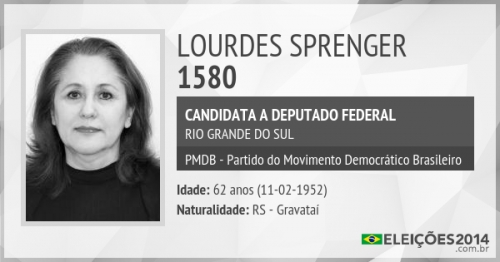 LOURDES SPRENGER
1580
CANDIDATA A DEPUTADO FEDERAL
RIO GRANDE DO SUL
PMDB - Partido do Movimento Democrático Brasileiro
Idade: 62 anos (11-02-1952)
Naturalidade: RS - Gravataí
ELEIÇÕES2014
.com.br